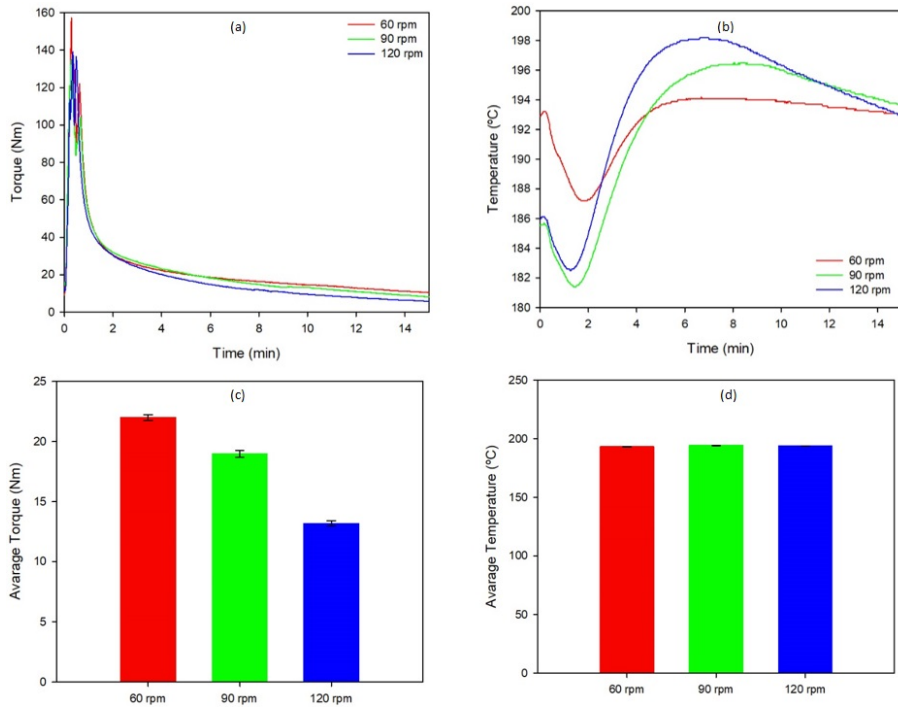 (a)
60 rpm
90 rpm
120 rpm
160
140
120
100
80
60
40
20
0
Torque (Nm)
0 2 4 6 8 10 12 14
Time (min)
(b)
200
198
196
194
192
190
188
186
184
182
180
Temperature (ºC)
60 rpm
90 rpm
120 rpm
0 2 4 6 8 10 12 14
Time (min)
(c)
25
20
15
10
5
0
Avarage Torque (Nm)
60 rpm 90 rpm 120 rpm
(d)
250
200
150
100
50
0
Avarage Temperature (ºC)
60 rpm 90 rpm 120 rpm